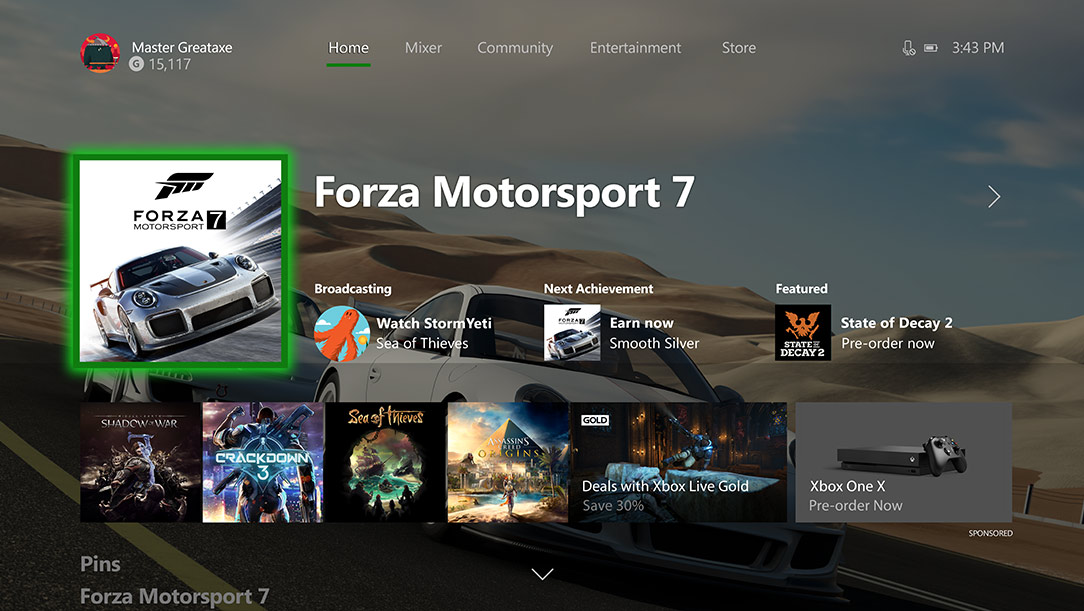 Master Greataxe
G 15,117
Home
Mixer
Community
Entertainment
Store
3:43 PM
FORZA 7
MOTORSPORT
Forza Motorsport 7
Broadcasting
Watch StormYeti
Sea of Thieves
Next Achievement
FORZA 7
Earn now
Smooth Silver
Featured
STATE OF
DECAY 2
State of Decay 2
Pre-order now
SHADOW OF WAR
CRACKDOWN
3
Sea of Thieves
ASSASSIN'S
CREED
ORIGINS
GOLD
Deals with Xbox Live Gold
Save 30%
Xbox One X
Pre-order Now
SPONSORED
Pins
Forza Motorsport 7